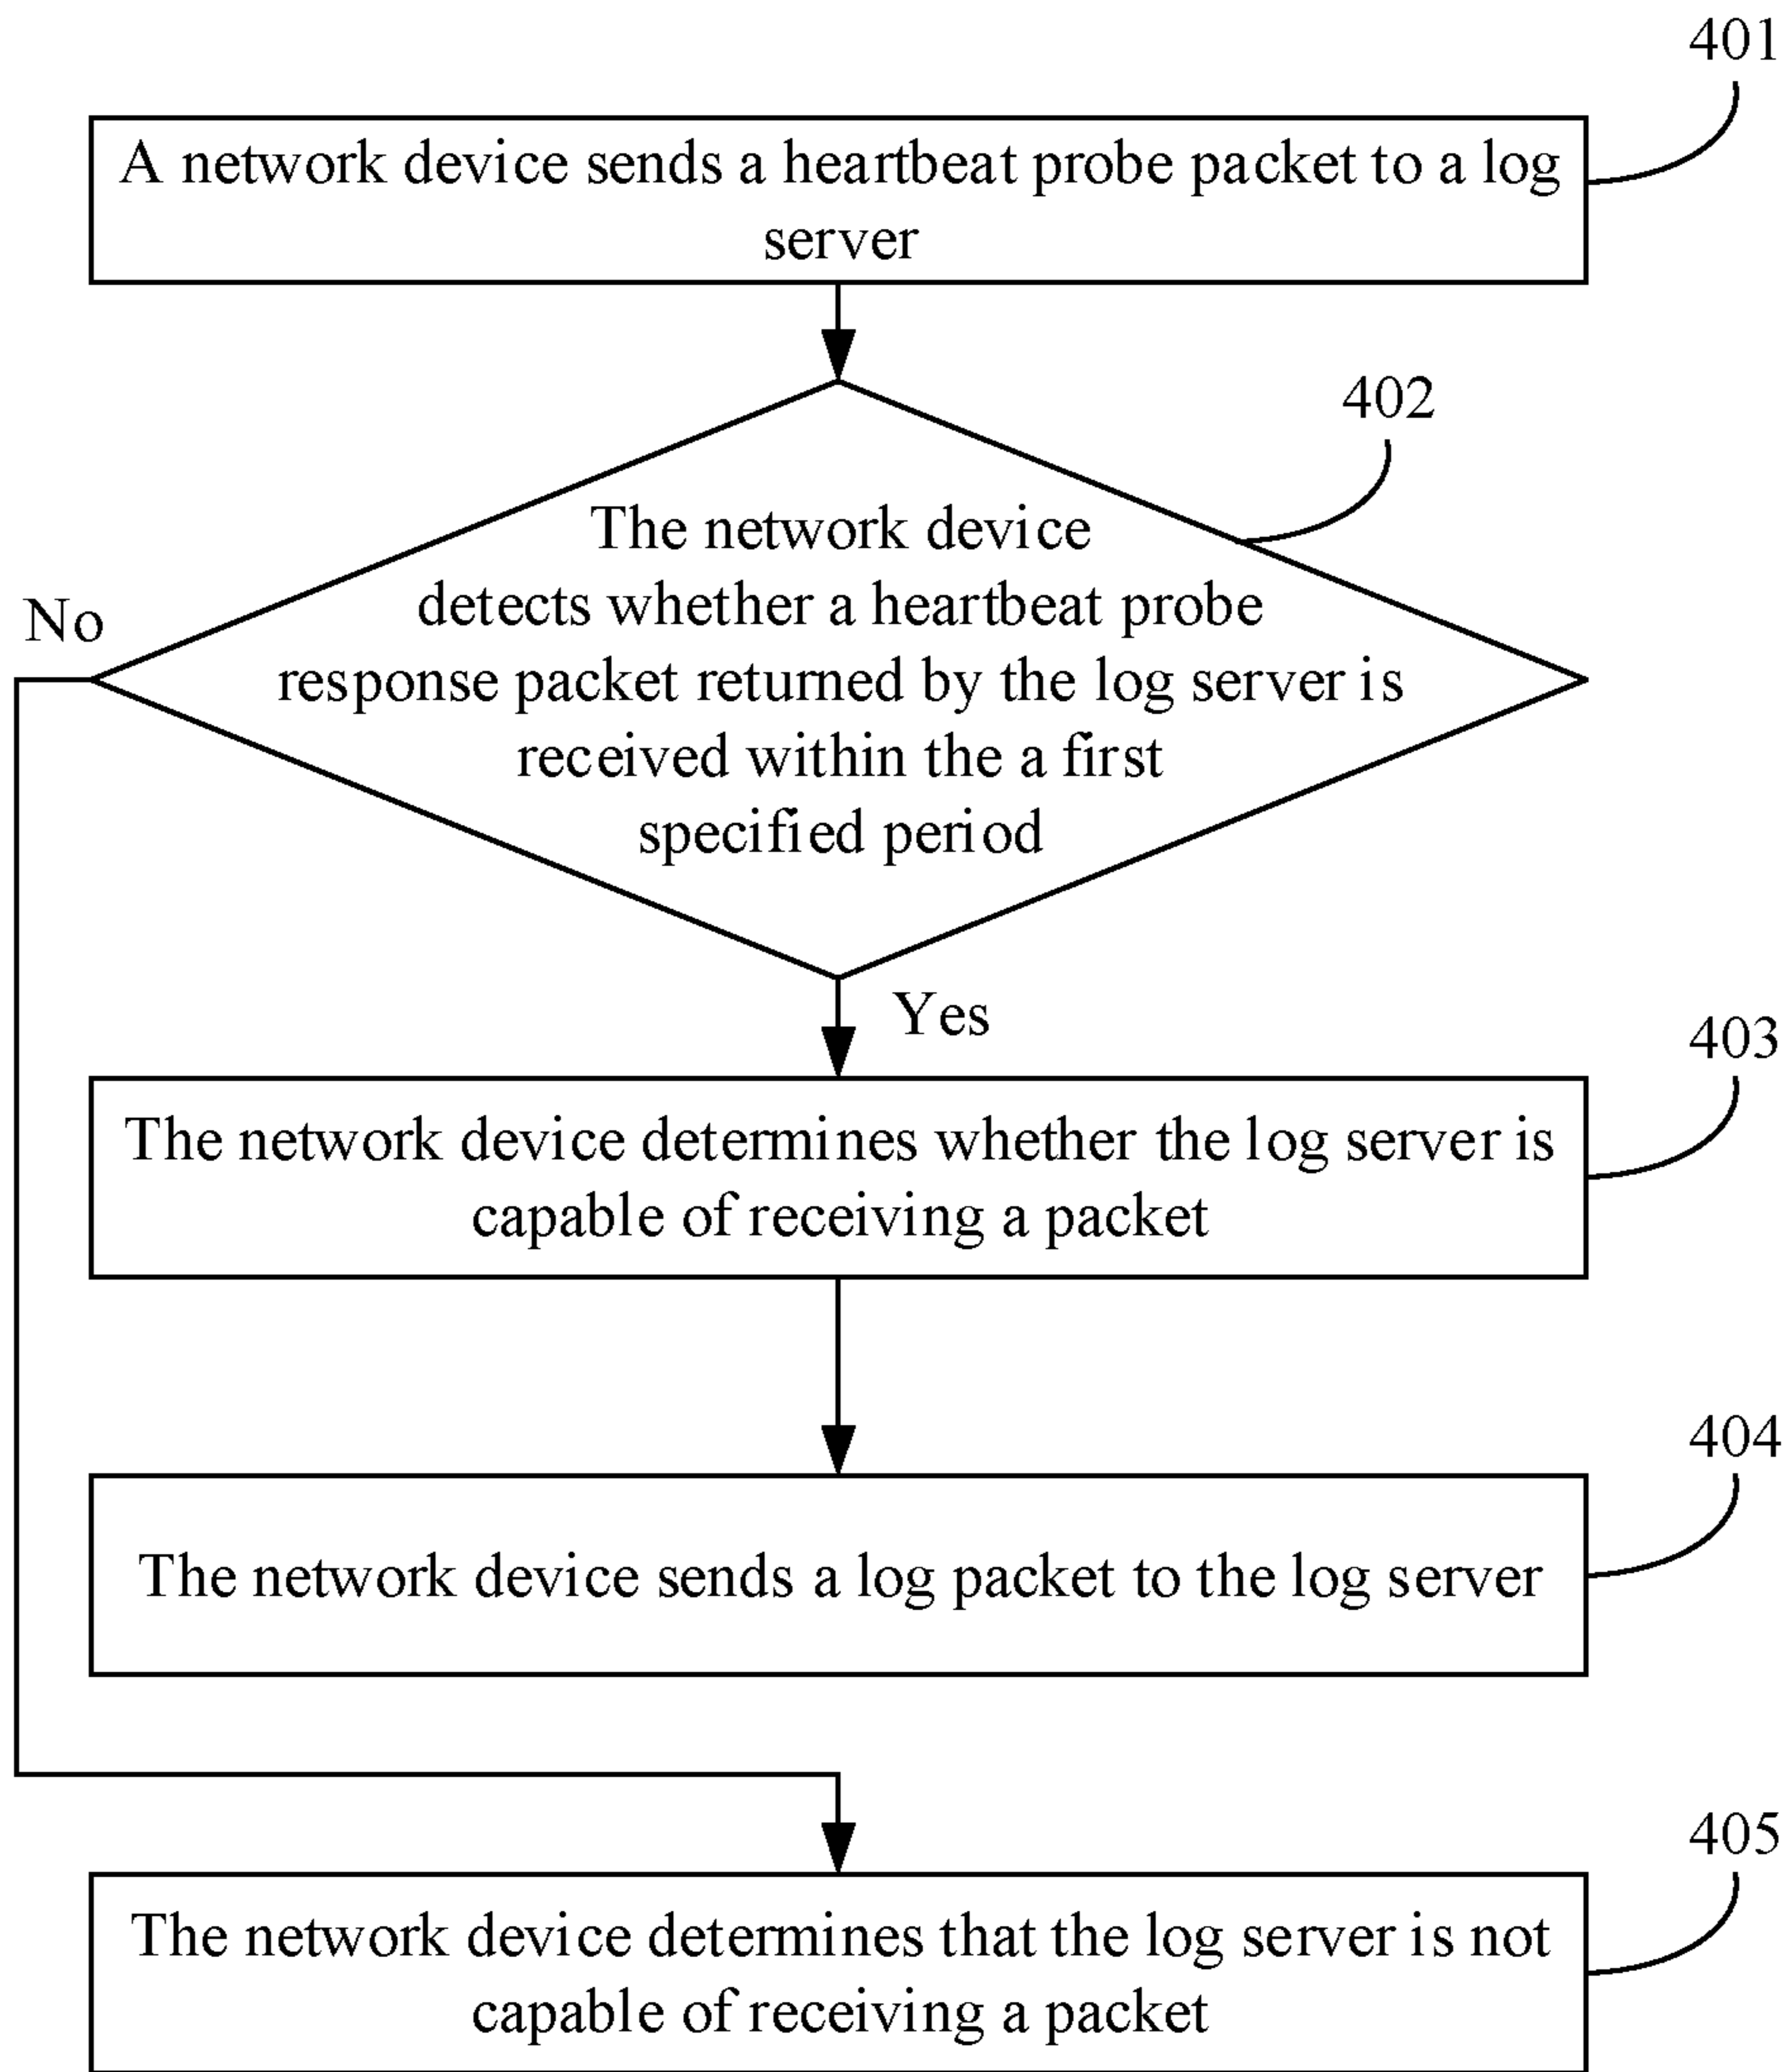 401
A network device sends a heartbeat probe packet to a log
server
402
The network device
detects whether a heartbeat probe
response packet returned by the log server is
received within the a first
specified period
No
Yes
403
The network device determines whether the log server is
capable of receiving a packet
404
The network device sends a log packet to the log server
405
The network device determines that the log server is not
capable of receiving a packet